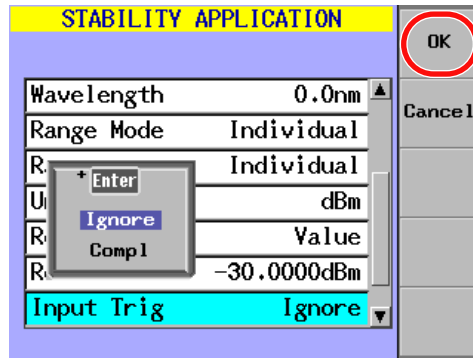 STABILITY APPLICATION
OK
Wavelength 0.0nm
Cancel
Range Mode Individual
R Individual
+ Enter
U dBm
Ignore
R Value
Compl
R -30.0000dBm
Input Trig Ignore